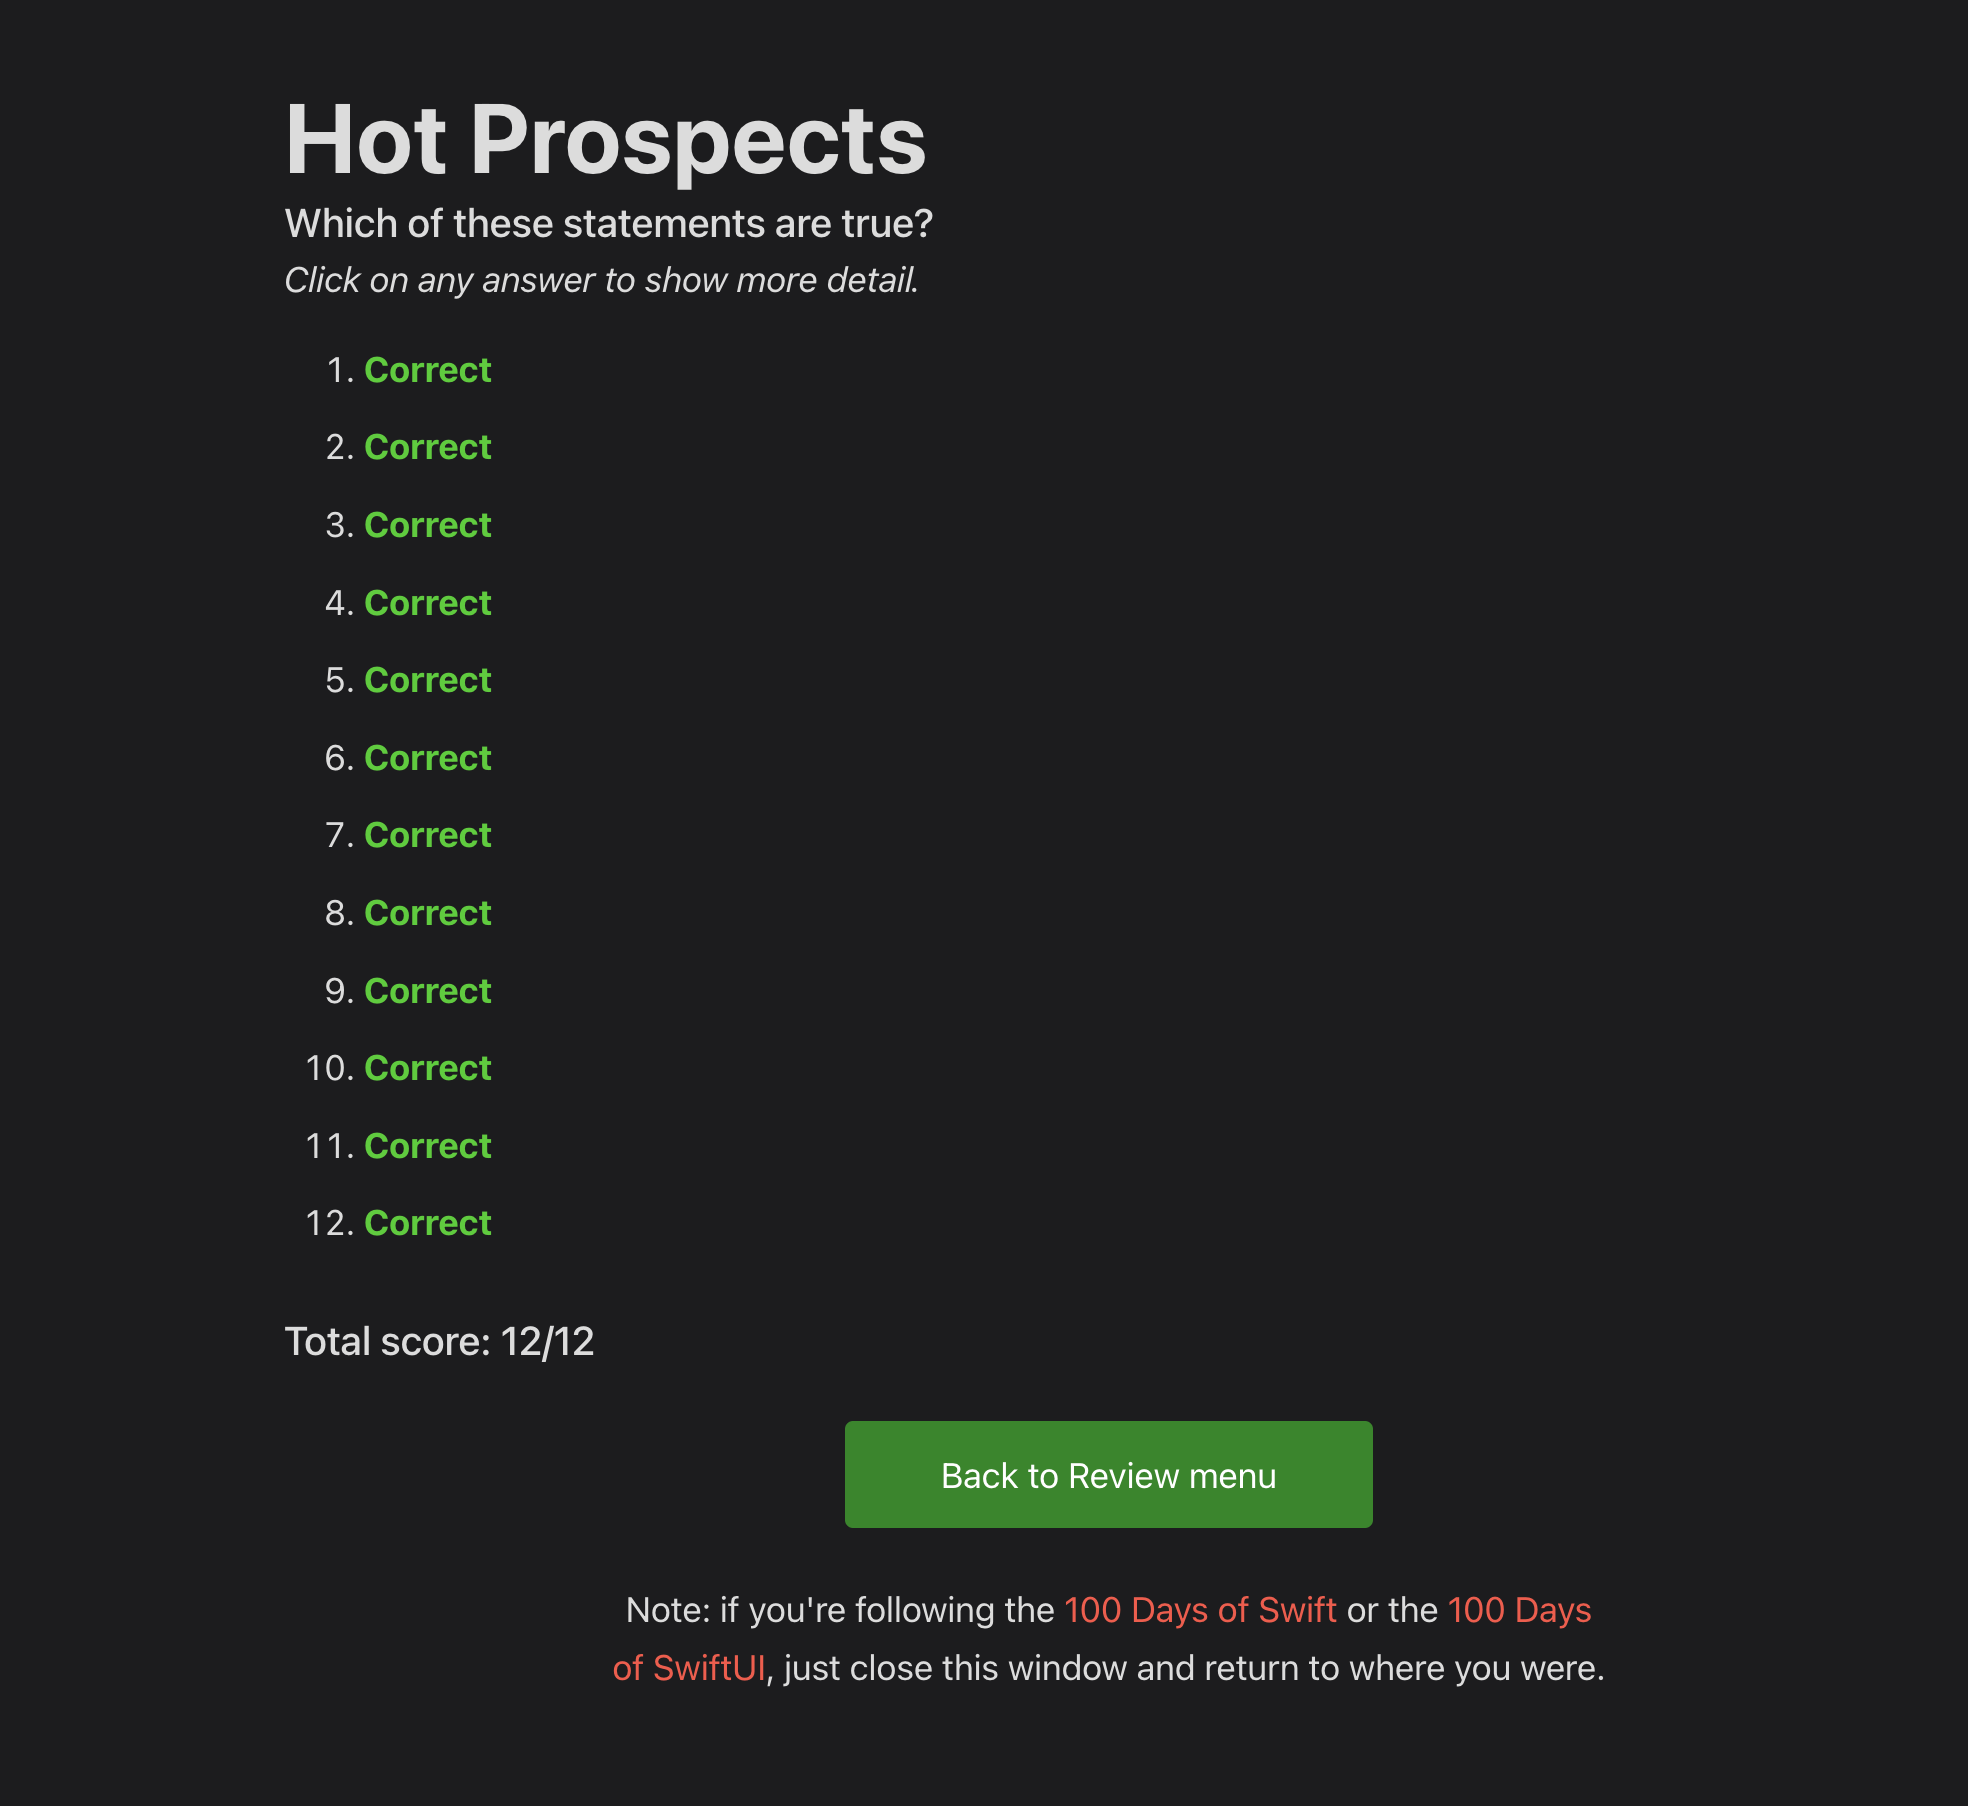 Hot Prospects
Which of these statements are true?
Click on any answer to show more detail.
1. Correct
2. Correct
3. Correct
4. Correct
5. Correct
6. Correct
7. Correct
8. Correct
9. Correct
10. Correct
11. Correct
12. Correct
Total score: 12/12
Back to Review menu
Note: if you're following the 100 Days of Swift or the 100 Days
of SwiftUI, just close this window and return to where you were.